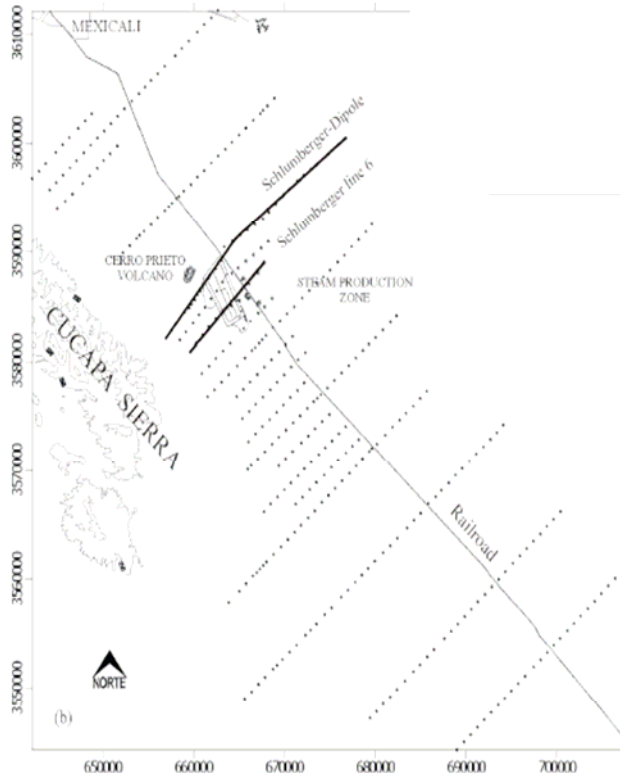 MEXICALI
3610000
3600000
3590000
3580000
3570000
3560000
3550000
Schlumberger-Dipole
Schlumberger line 6
CERRO PRIETO
VOLCANO
STEAM PRODUCTION
ZONE
CUCAPA SIERRA
Railroad
NORTE
(b)
650000
660000
670000
680000
690000
700000